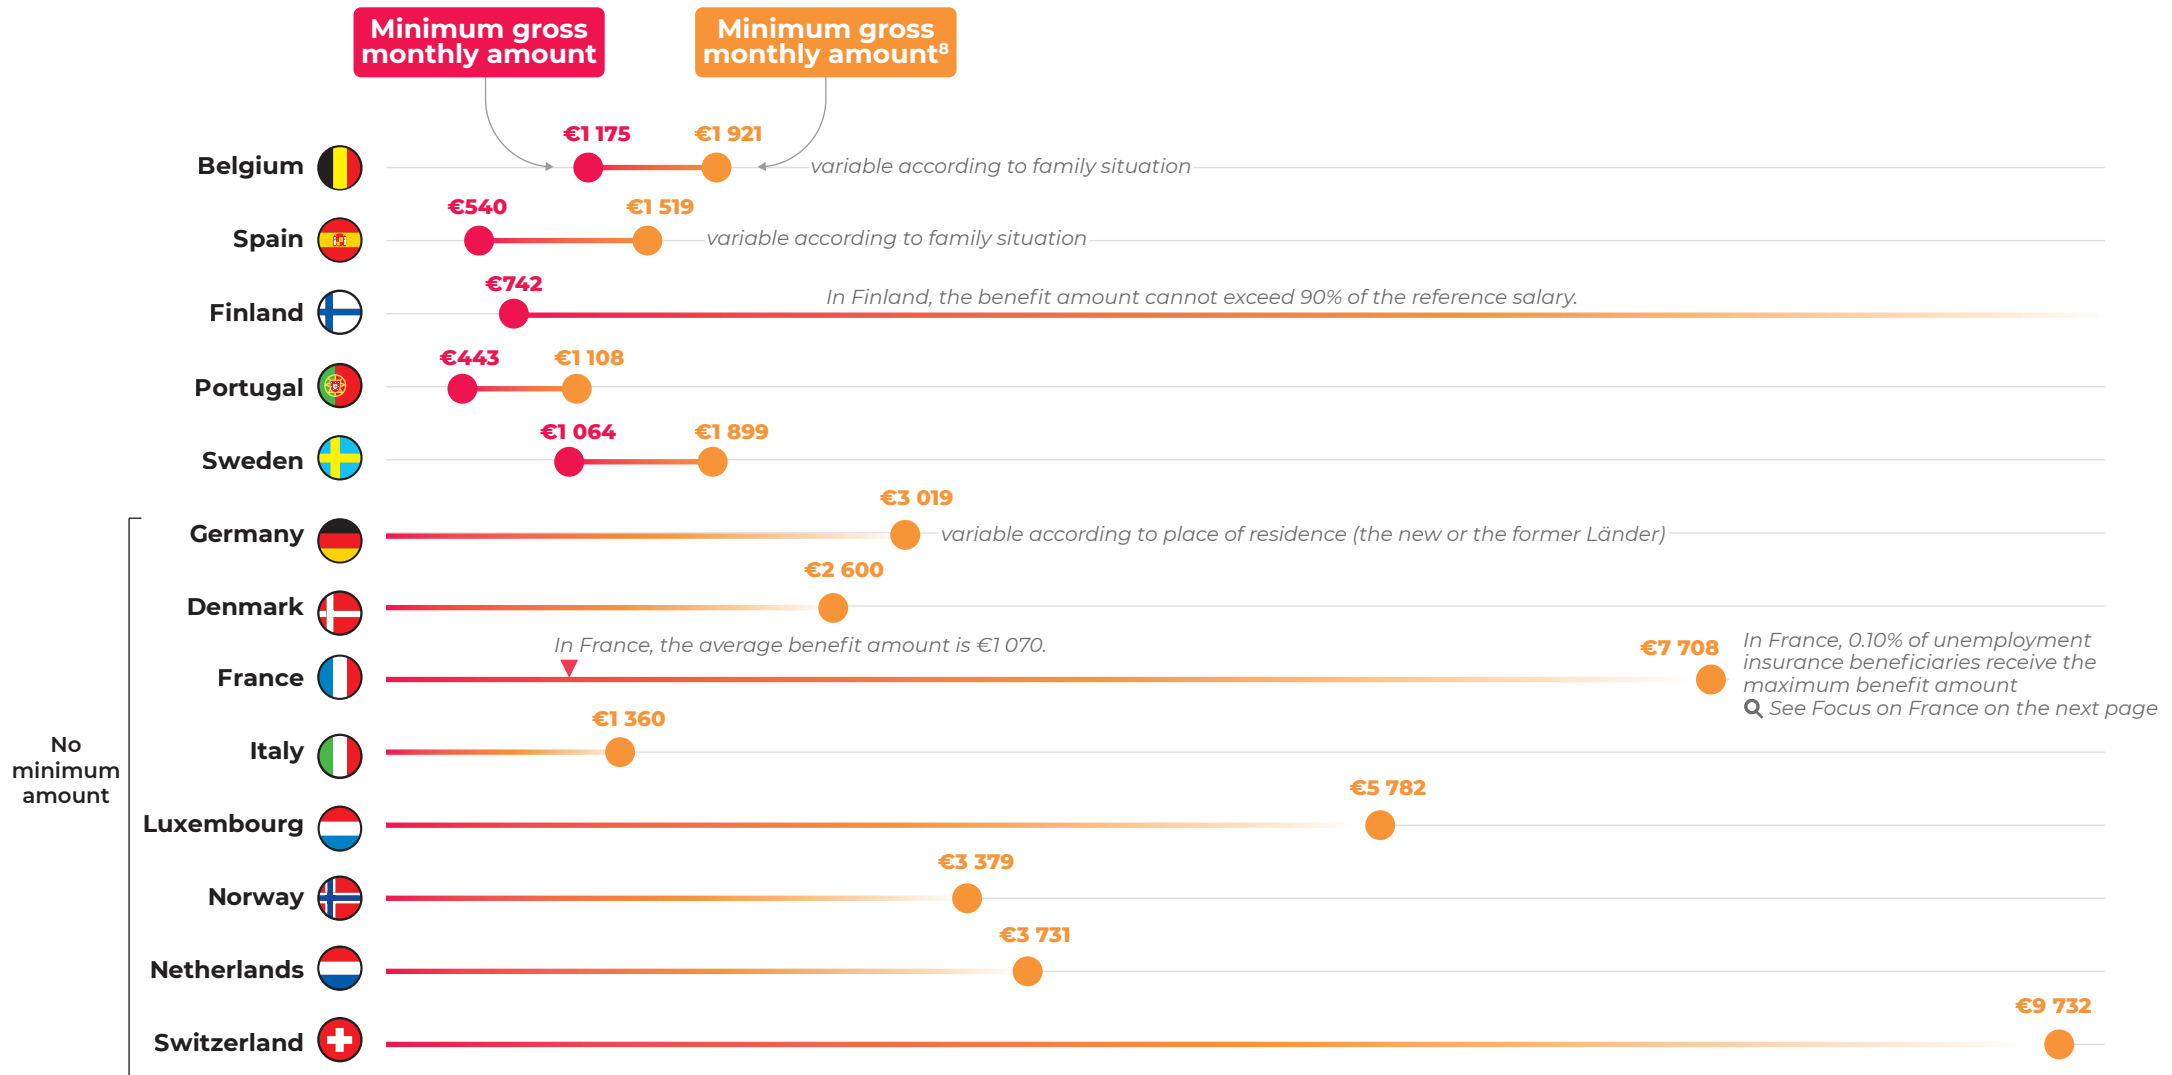 Minimum gross
monthly amount
Minimum gross
monthly amount⁸
€1 175
€1 921
Belgium
variable according to family situation
€540
€1 519
Spain
variable according to family situation
€742
In Finland, the benefit amount cannot exceed 90% of the reference salary.
Finland
€443
€1 108
Portugal
€1 064
€1 899
Sweden
€3 019
Germany
variable according to place of residence (the new or the former Länder)
€2 600
Denmark
In France, the average benefit amount is €1 070.
€7 708
In France, 0.10% of unemployment
insurance beneficiaries receive the
maximum benefit amount
See Focus on France on the next page
France
€1 360
Italy
No
minimum
amount
€5 782
Luxembourg
€3 379
Norway
€3 731
Netherlands
€9 732
Switzerland